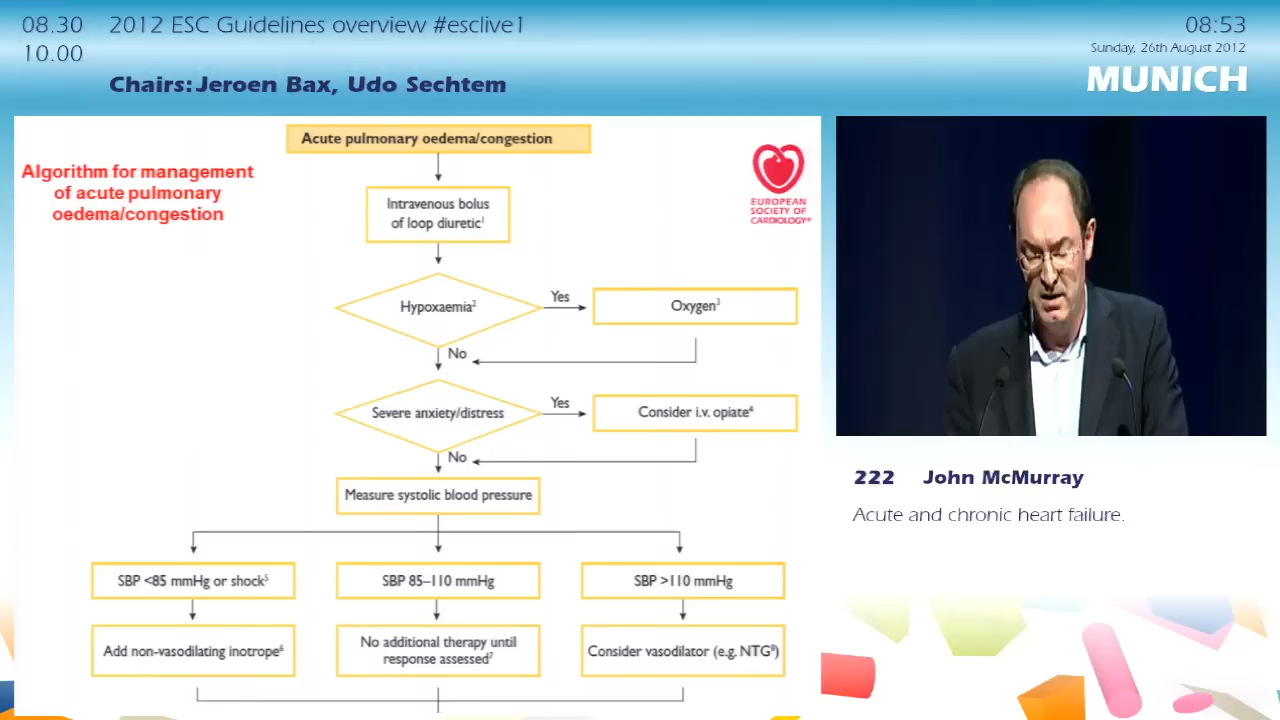 08.30 2012 ESC Guidelines overview #esclive1
10.00
Chairs: Jeroen Bax, Udo Sechtem
08:53
Sunday, 26th August 2012
MUNICH
Algorithm for management
of acute pulmonary
oedema/congestion
Acute pulmonary oedema/congestion
EUROPEAN
SOCIETY OF
CARDIOLOGY®
Intravenous bolus
of loop diuretic¹
Hypoxaemia²
Yes
Oxygen³
No
Severe anxiety/distress
Yes
Consider i.v. opiate⁴
No
Measure systolic blood pressure
SBP <85 mmHg or shock⁵
SBP 85–110 mmHg
SBP >110 mmHg
Add non-vasodilating inotrope⁶
No additional therapy until
response assessed⁷
Consider vasodilator (e.g. NTG⁸)
222 John McMurray
Acute and chronic heart failure.